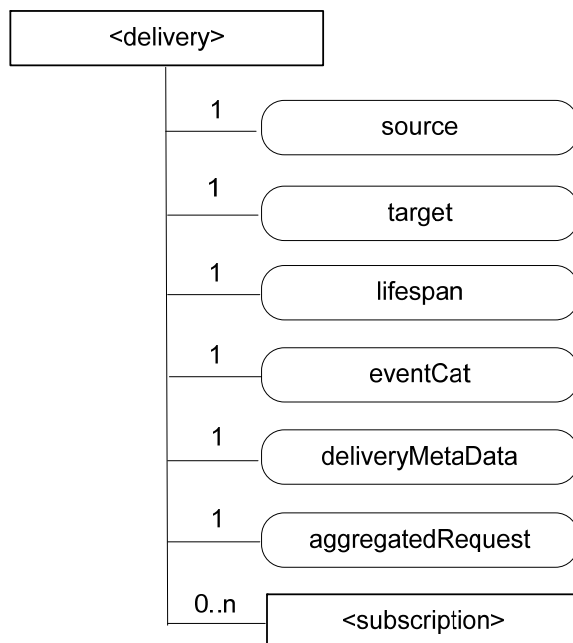 <delivery>
1
source
1
target
1
lifespan
1
eventCat
1
deliveryMetaData
1
aggregatedRequest
0..n
<subscription>